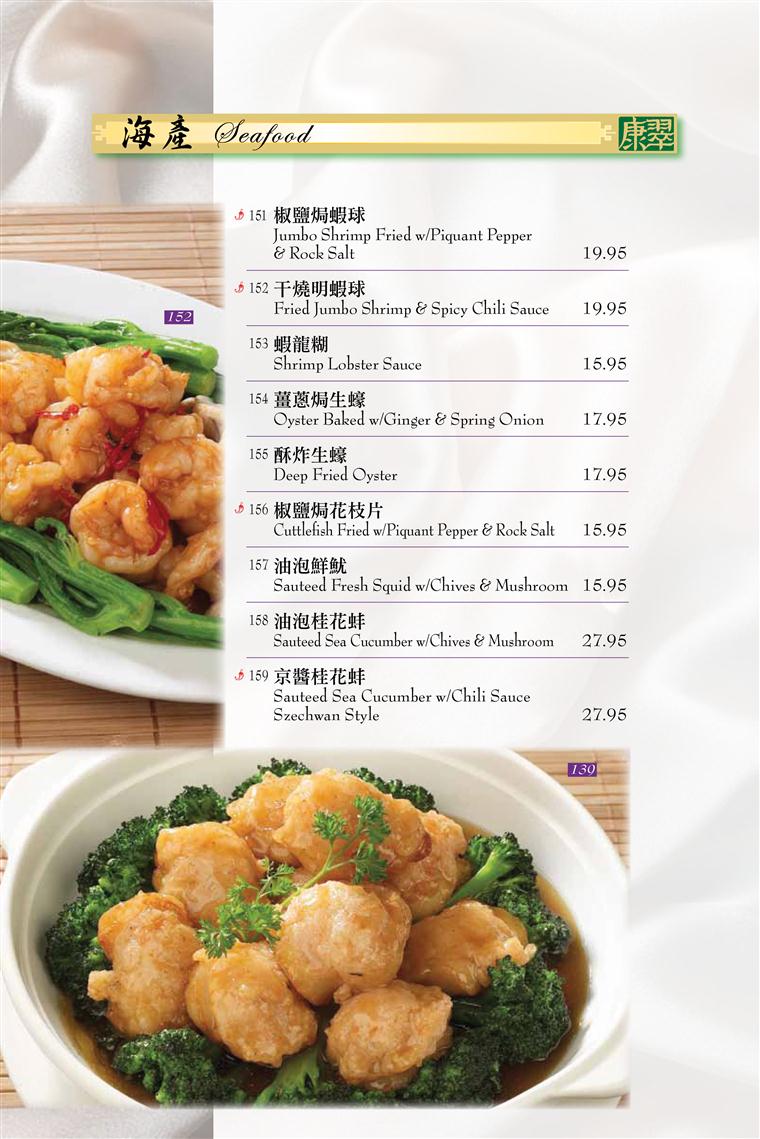 海產 Seafood 康翠
151 椒鹽焗蝦球
Jumbo Shrimp Fried w/Piquant Pepper
& Rock Salt 19.95
152 干燒明蝦球
Fried Jumbo Shrimp & Spicy Chili Sauce 19.95
152
153 蝦龍糊
Shrimp Lobster Sauce 15.95
154 薑蔥焗生蠔
Oyster Baked w/Ginger & Spring Onion 17.95
155 酥炸生蠔
Deep Fried Oyster 17.95
156 椒鹽焗花枝片
Cuttlefish Fried w/Piquant Pepper & Rock Salt 15.95
157 油泡鮮魷
Sauteed Fresh Squid w/Chives & Mushroom 15.95
158 油泡桂花蚌
Sauteed Sea Cucumber w/Chives & Mushroom 27.95
159 京醬桂花蚌
Sauteed Sea Cucumber w/Chili Sauce
Szechwan Style 27.95
139